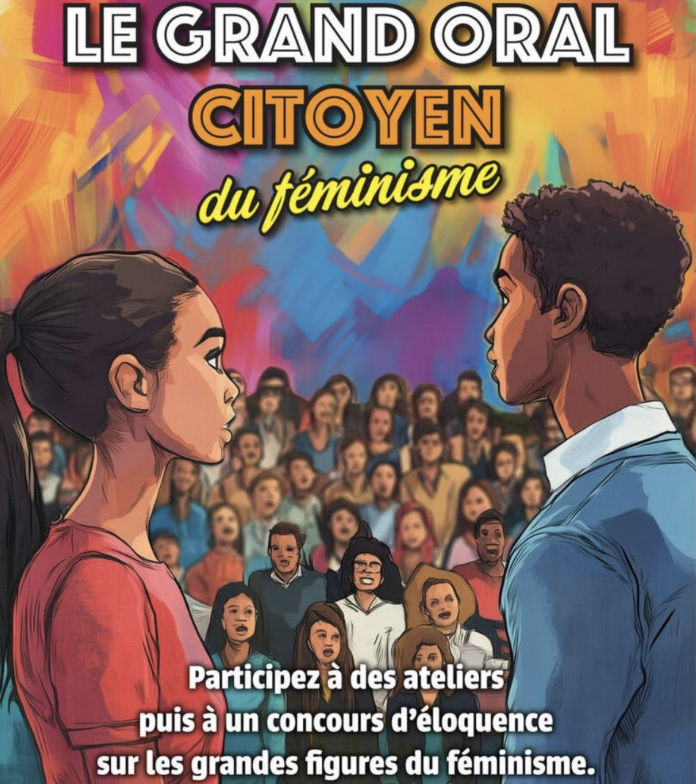 LE GRAND ORAL
CITOYEN
du féminisme
Participez à des ateliers
puis à un concours d'éloquence
sur les grandes figures du féminisme.